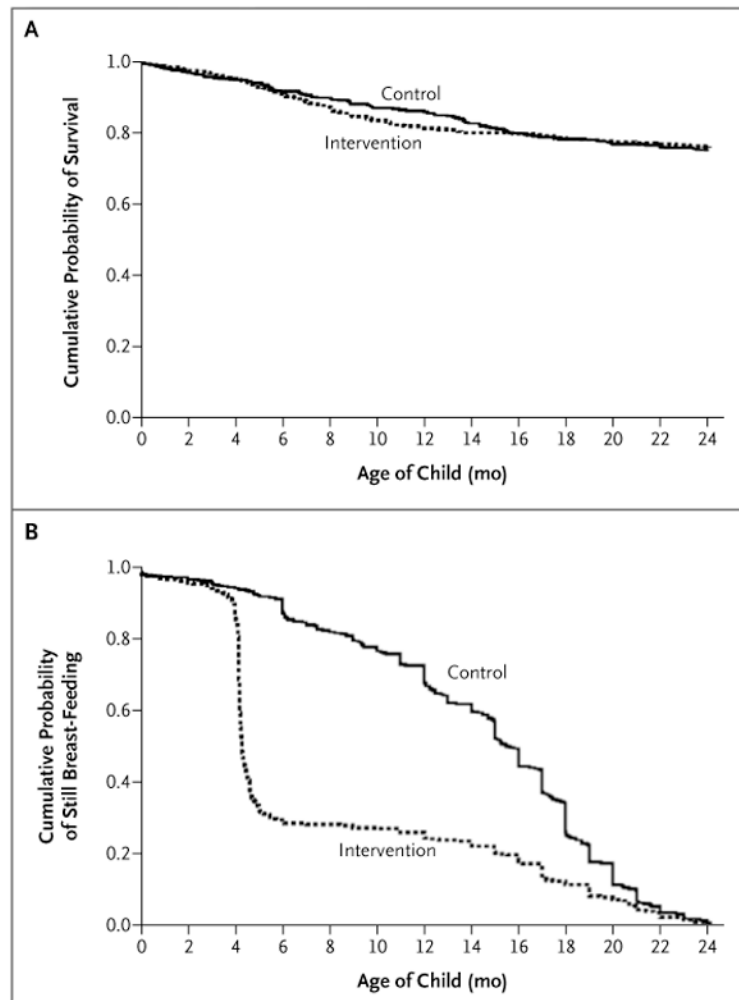 A
1.0
0.8
0.6
0.4
0.2
0.0
Cumulative Probability of Survival
Control
Intervention
0 2 4 6 8 10 12 14 16 18 20 22 24
Age of Child (mo)
B
1.0
0.8
0.6
0.4
0.2
0.0
Cumulative Probability
of Still Breast-Feeding
Control
Intervention
0 2 4 6 8 10 12 14 16 18 20 22 24
Age of Child (mo)